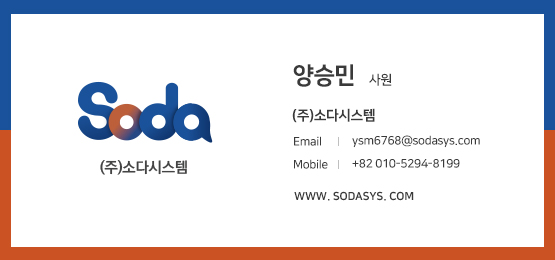 Soda
(주)소다시스템
양승민 사원
(주)소다시스템
Email | ysm6768@sodasys.com
Mobile | +82 010-5294-8199
WWW. SODASYS. COM